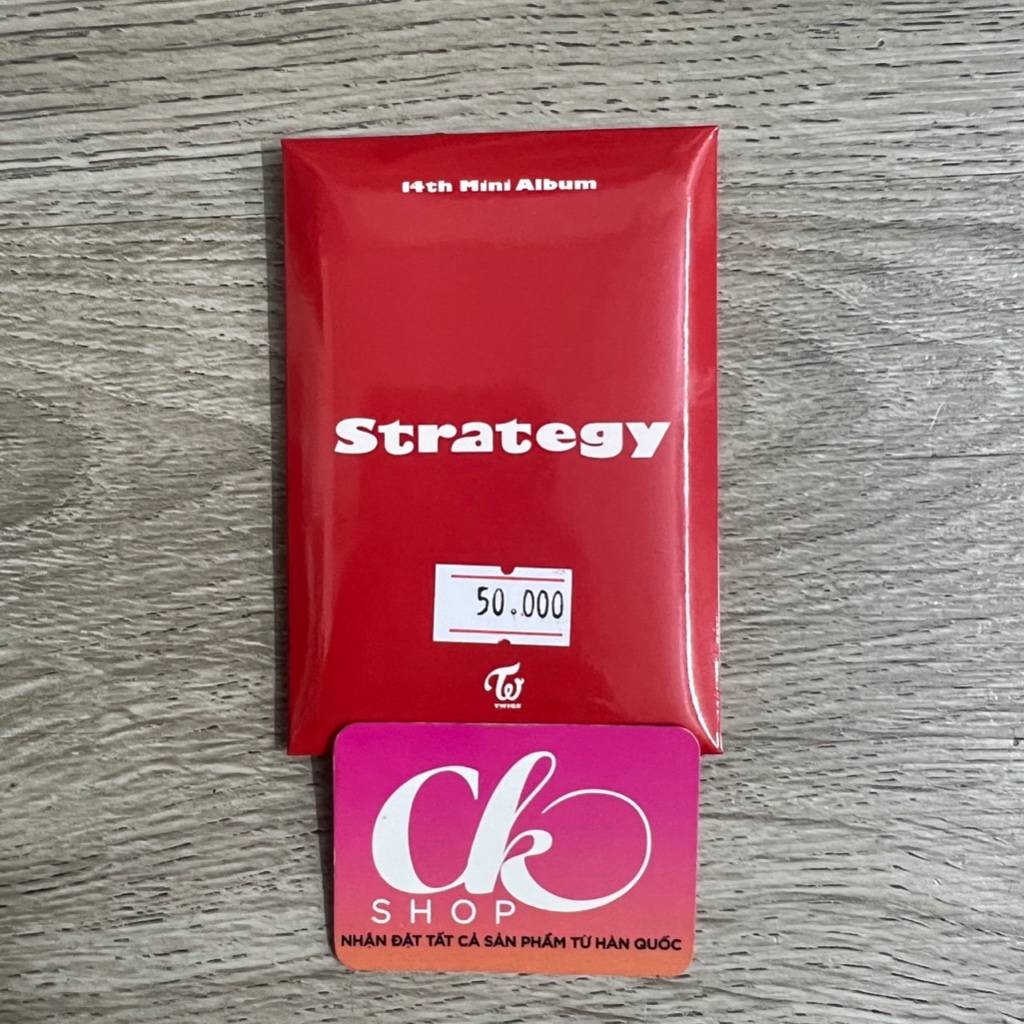 14th Mini Album
Strategy
50.000
TWICE
Ck
SHOP
NHẬN ĐẶT TẤT CẢ SẢN PHẨM TỪ HÀN QUỐC